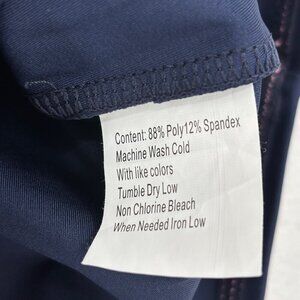 Content: 88% Poly12% Spandex
Machine Wash Cold
With like colors
Tumble Dry Low
Non Chlorine Bleach
When Needed Iron Low